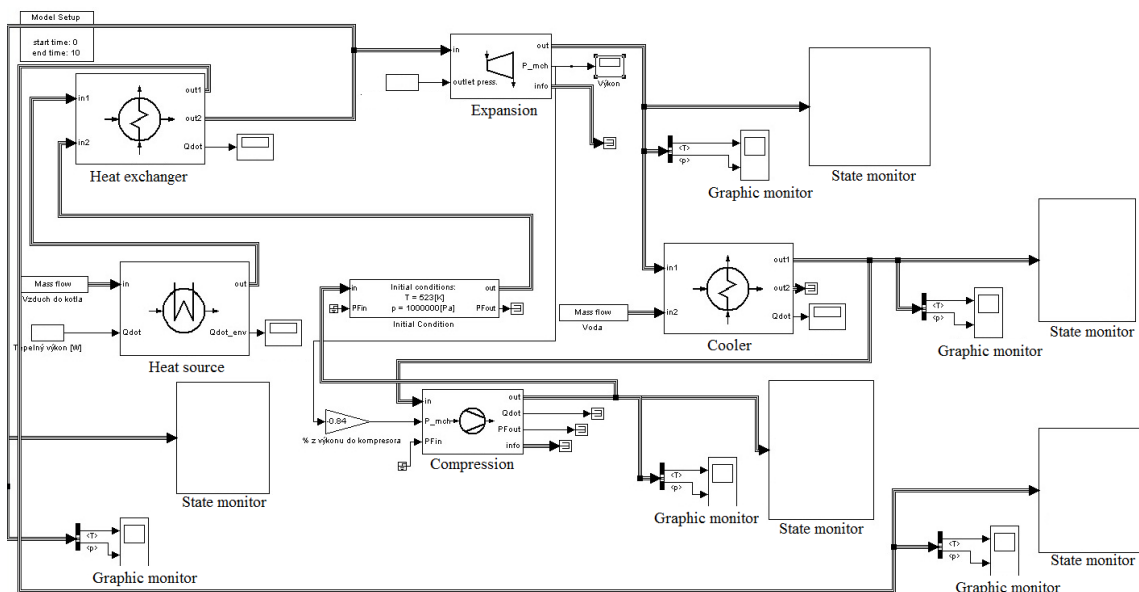 Model Setup
start time: 0
end time: 10
in
out
P_mch
info
outlet press.
Expansion
Výkon
in1
in2
out1
out2
Qdot
Heat exchanger
<T>
<p>
Graphic monitor
State monitor
Mass flow
Vzduch do kotla
in
out
Qdot
Qdot_env
Tepelný výkon [W]
Heat source
in
Initial conditions:
T = 523[K]
p = 1000000[Pa]
out
PFin
PFout
Initial Condition
in1
in2
out1
out2
Qdot
Mass flow
Voda
Cooler
<T>
<p>
Graphic monitor
State monitor
-0.84
% z výkonu do kompresora
in
P_mch
PFin
out
Qdot
PFout
info
Compression
<T>
<p>
Graphic monitor
State monitor
State monitor
<T>
<p>
Graphic monitor
<T>
<p>
Graphic monitor
State monitor